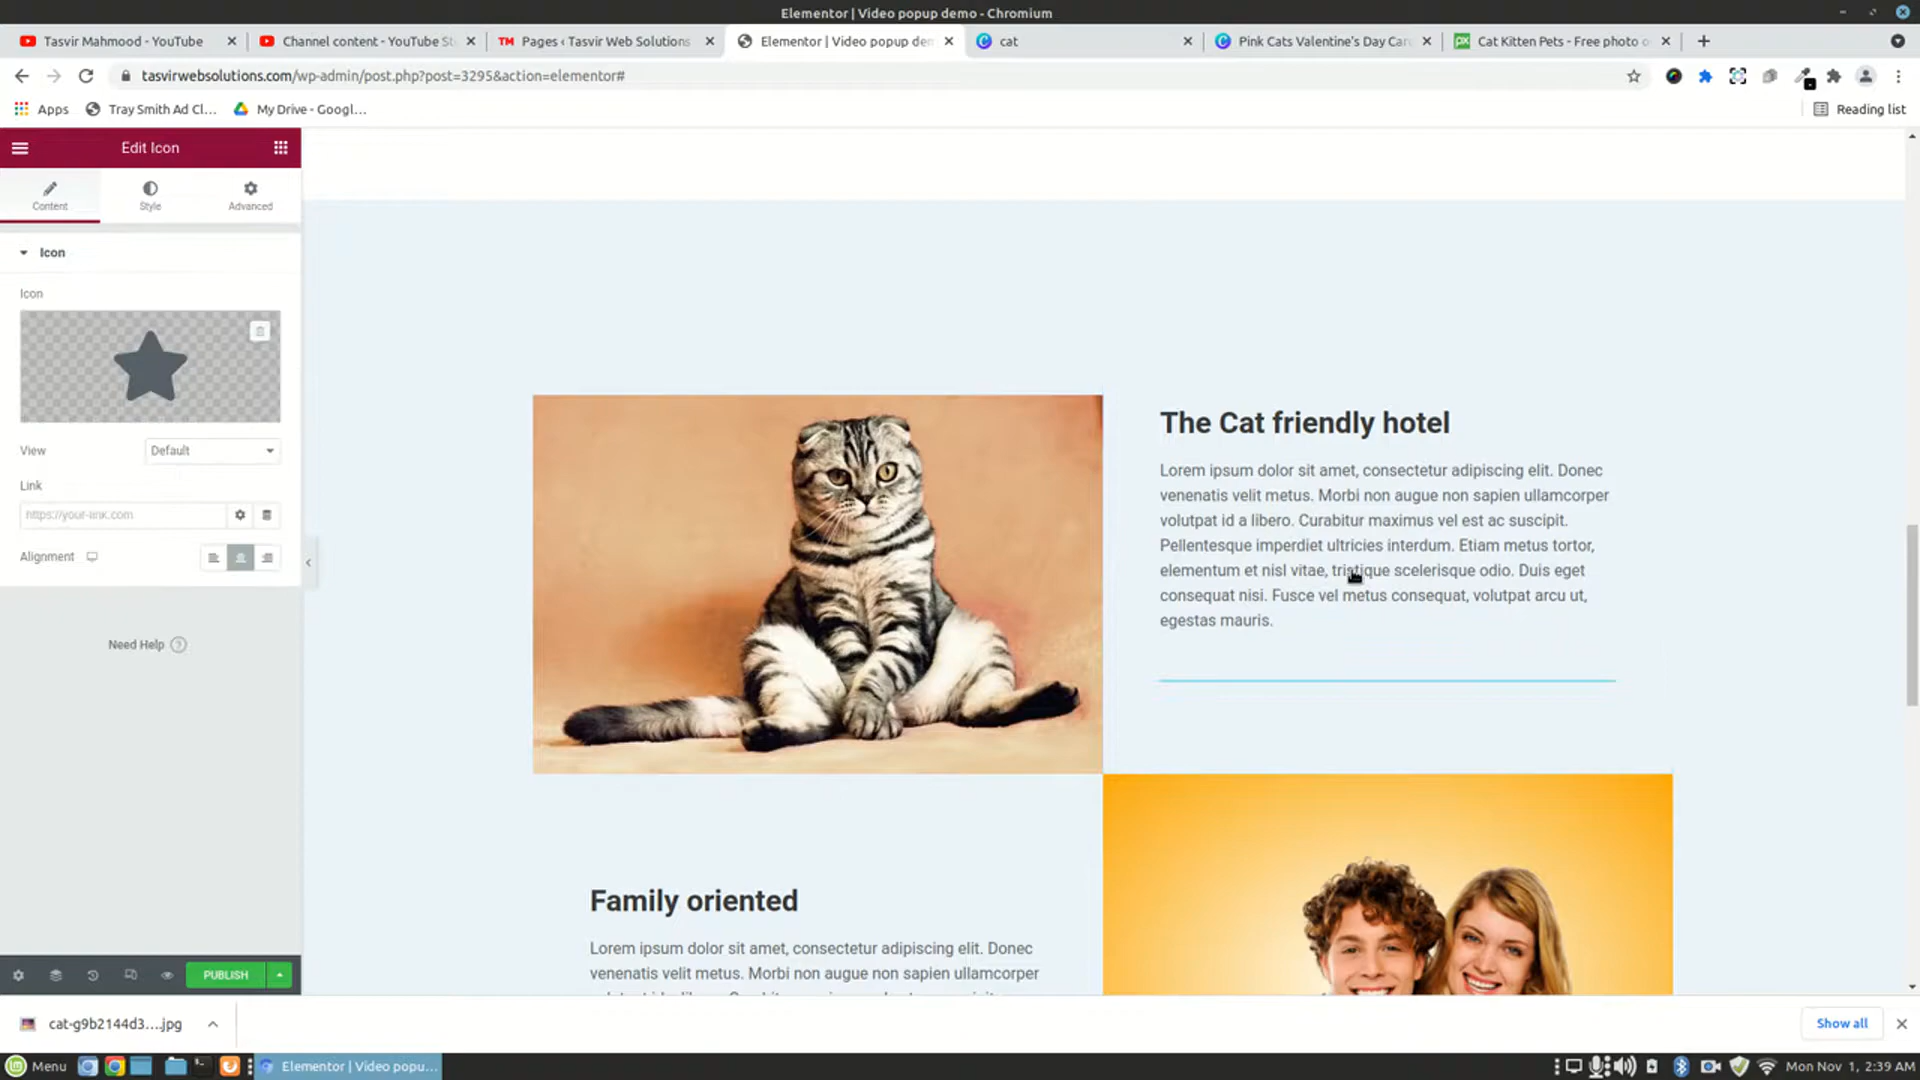 Elementor | Video popup demo - Chromium
Tasvir Mahmood - YouTube
Channel content - YouTube St
TM Pages ‹ Tasvir Web Solutions
Elementor | Video popup dem
cat
Pink Cats Valentine's Day Car
Cat Kitten Pets - Free photo o
tasvirwebsolutions.com/wp-admin/post.php?post=3295&action=elementor#
Apps
Tray Smith Ad Cl...
My Drive - Googl...
Reading list
Edit Icon
Content
Style
Advanced
Icon
Icon
View
Default
Link
https://your-link.com
Alignment
Need Help
PUBLISH
The Cat friendly hotel
Lorem ipsum dolor sit amet, consectetur adipiscing elit. Donec
venenatis velit metus. Morbi non augue non sapien ullamcorper
volutpat id a libero. Curabitur maximus vel est ac suscipit.
Pellentesque imperdiet ultricies interdum. Etiam metus tortor,
elementum et nisl vitae, tristique scelerisque odio. Duis eget
consequat nisi. Fusce vel metus consequat, volutpat arcu ut,
egestas mauris.
Family oriented
Lorem ipsum dolor sit amet, consectetur adipiscing elit. Donec
venenatis velit metus. Morbi non augue non sapien ullamcorper
cat-g9b2144d3....jpg
Show all
Menu
Elementor | Video popu...
Mon Nov 1, 2:39 AM